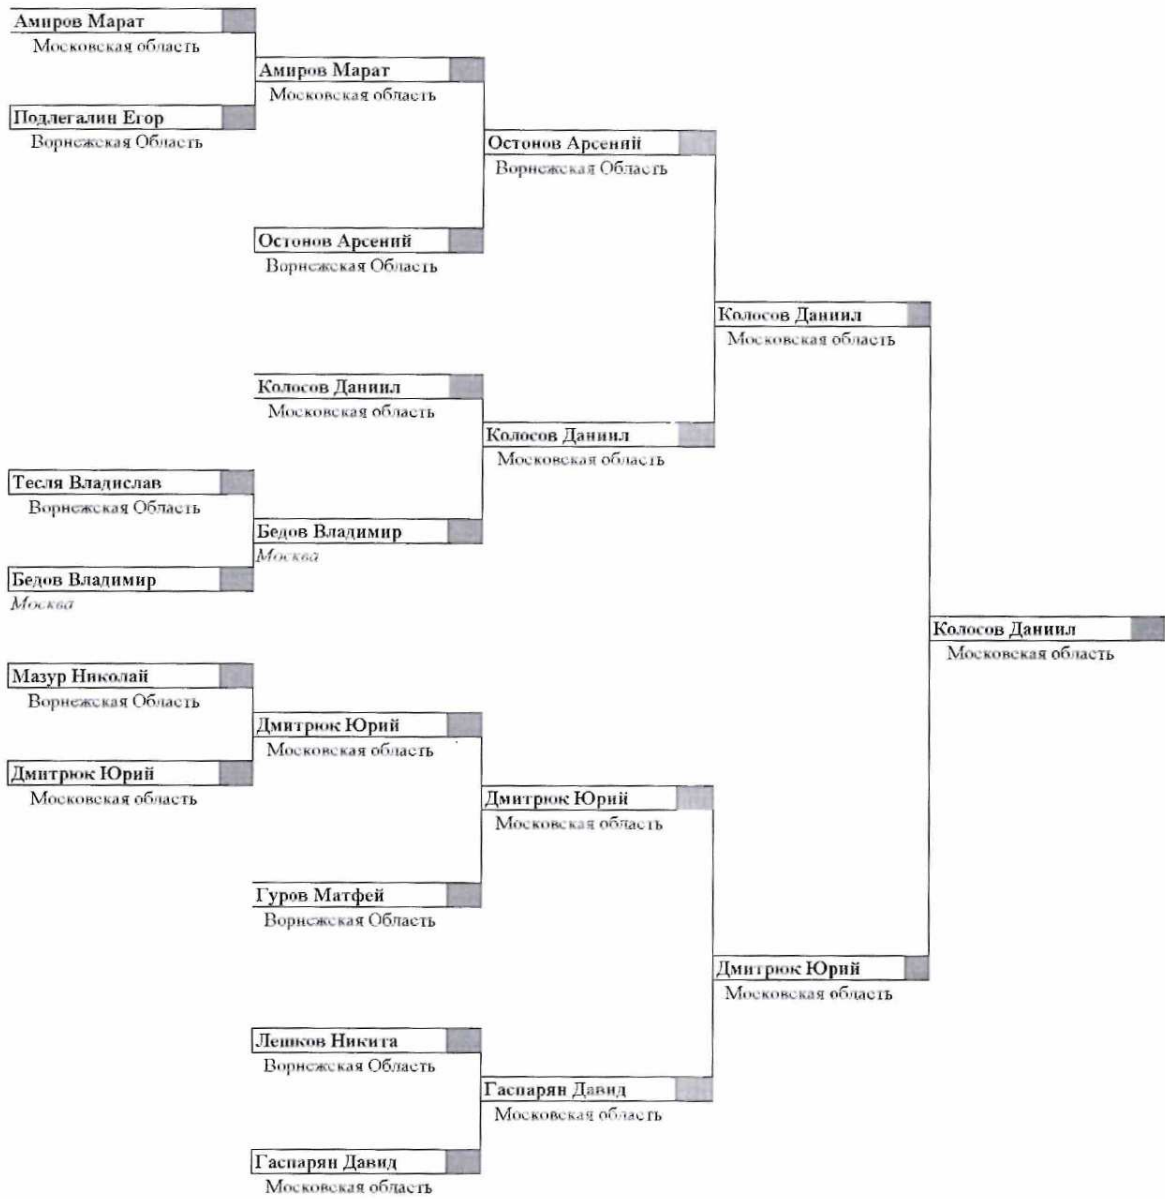 Амиров Марат
Московская область
Подлегалин Егор
Ворнежская Область
Амиров Марат
Московская область
Остонов Арсений
Ворнежская Область
Остонов Арсений
Ворнежская Область
Колосов Даниил
Московская область
Тесля Владислав
Ворнежская Область
Бедов Владимир
Москва
Бедов Владимир
Москва
Колосов Даниил
Московская область
Колосов Даниил
Московская область
Мазур Николай
Ворнежская Область
Дмитрюк Юрий
Московская область
Дмитрюк Юрий
Московская область
Гуров Матфей
Ворнежская Область
Дмитрюк Юрий
Московская область
Лешков Никита
Ворнежская Область
Гаспарян Давид
Московская область
Гаспарян Давид
Московская область
Дмитрюк Юрий
Московская область
Колосов Даниил
Московская область